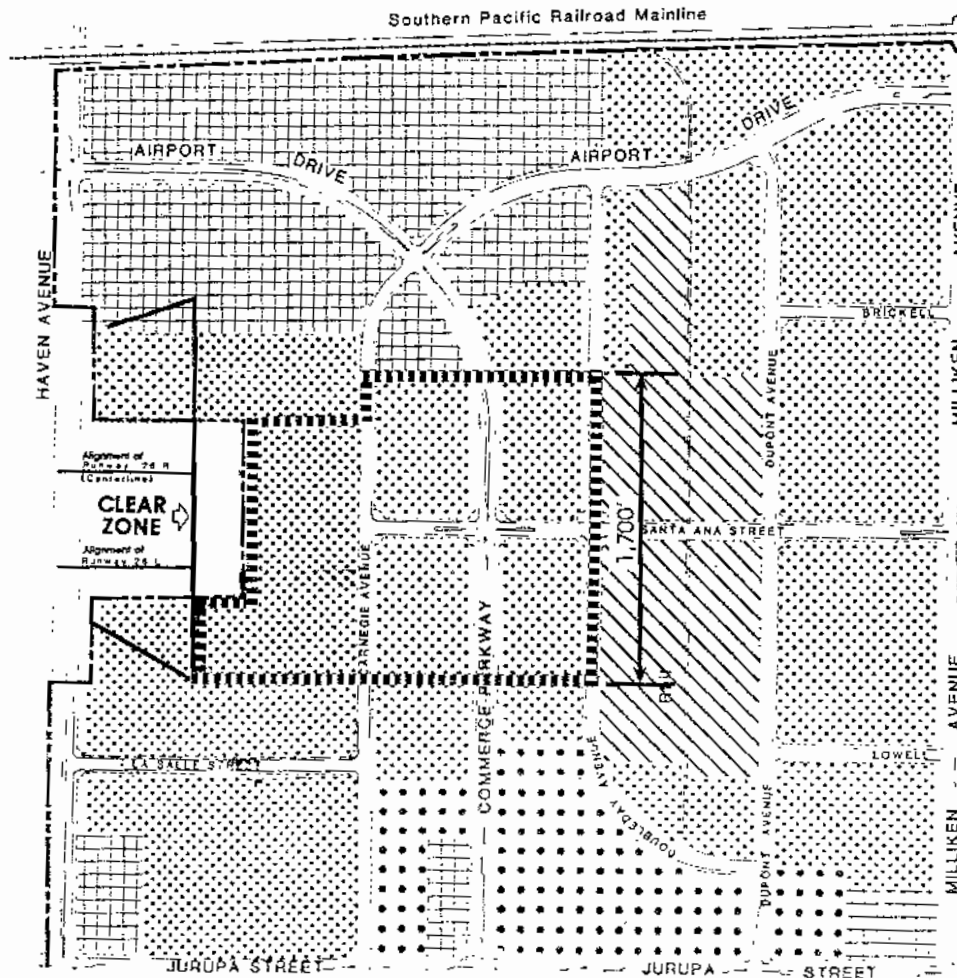 Southern Pacific Railroad Mainline
AIRPORT DRIVE
AIRPORT DRIVE
HAVEN AVENUE
BRICKELL
MILLIKEN
DUPONT AVENUE
Alignment of
Runway 26 R
(Centerline)
CLEAR
ZONE
Alignment of
Runway 26 L
1,700'
SANTA ANA STREET
CARNEGIE AVENUE
COMMERCE PARKWAY
LA SALLE STREET
LOWELL
DOUBLEDAY AVENUE
DUPONT AVENUE
MILLIKEN AVENUE
JURUPA STREET
JURUPA STREET